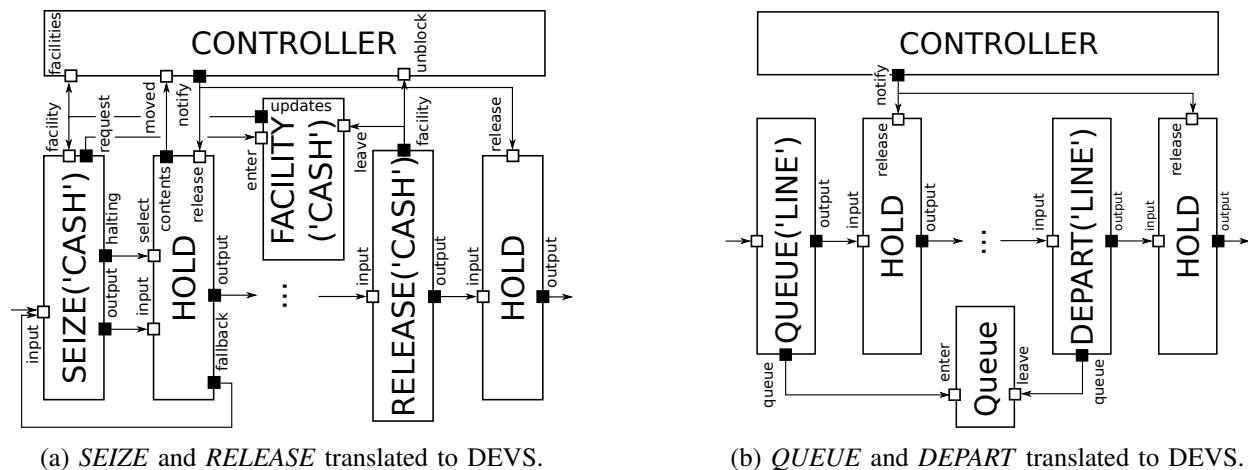 CONTROLLER
facilities
moved
notify
unblock
facility
request
updates
enter
FACILITY
('CASH')
leave
facility
release
SEIZE('CASH')
halting
output
input
select
input
contents
release
HOLD
output
fallback
...
input
RELEASE('CASH')
output
input
HOLD
output
(a) SEIZE and RELEASE translated to DEVS.
CONTROLLER
notify
QUEUE('LINE')
output
queue
input
release
HOLD
output
...
input
DEPART('LINE')
output
queue
input
release
HOLD
output
enter
Queue
leave
(b) QUEUE and DEPART translated to DEVS.